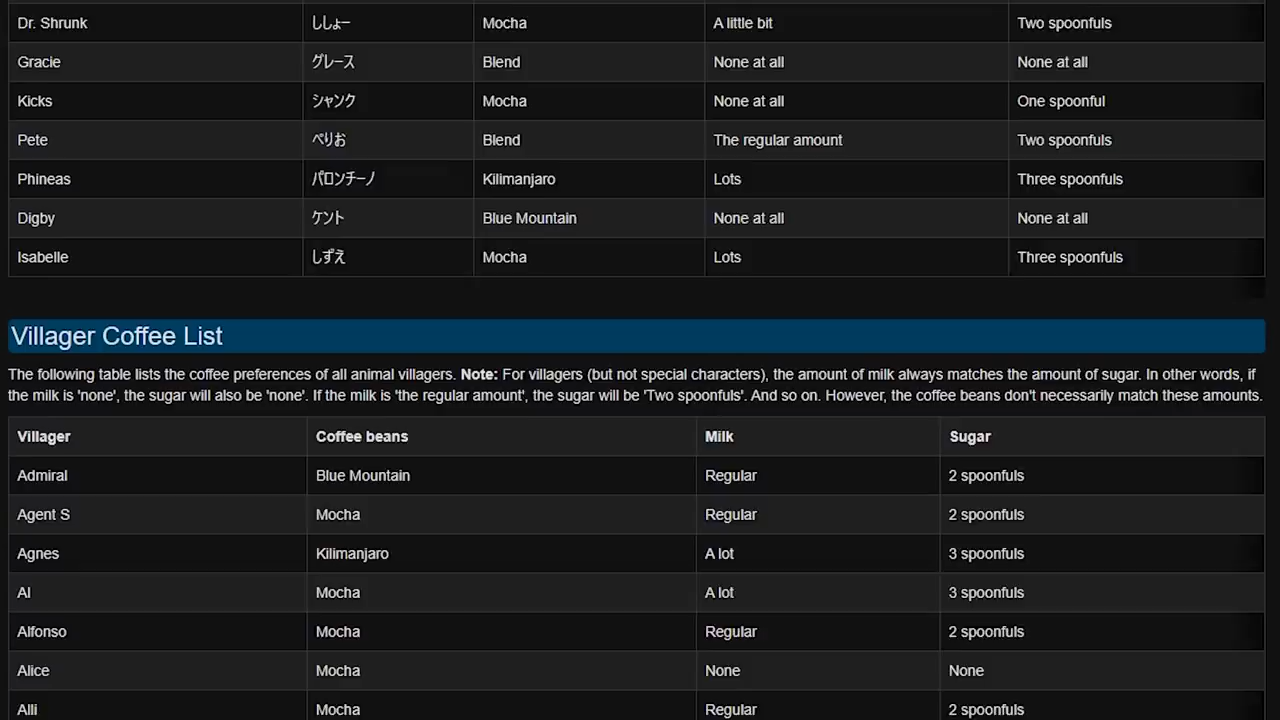 Dr. Shrunk ししょー Mocha A little bit Two spoonfuls
Gracie グレース Blend None at all None at all
Kicks シャンク Mocha None at all One spoonful
Pete ぺりお Blend The regular amount Two spoonfuls
Phineas パロンチーノ Kilimanjaro Lots Three spoonfuls
Digby ケント Blue Mountain None at all None at all
Isabelle しずえ Mocha Lots Three spoonfuls
Villager Coffee List
The following table lists the coffee preferences of all animal villagers. Note: For villagers (but not special characters), the amount of milk always matches the amount of sugar. In other words, if
the milk is 'none', the sugar will also be 'none'. If the milk is 'the regular amount', the sugar will be 'Two spoonfuls'. And so on. However, the coffee beans don't necessarily match these amounts.
Villager Coffee beans Milk Sugar
Admiral Blue Mountain Regular 2 spoonfuls
Agent S Mocha Regular 2 spoonfuls
Agnes Kilimanjaro A lot 3 spoonfuls
Al Mocha A lot 3 spoonfuls
Alfonso Mocha Regular 2 spoonfuls
Alice Mocha None None
Alli Mocha Regular 2 spoonfuls